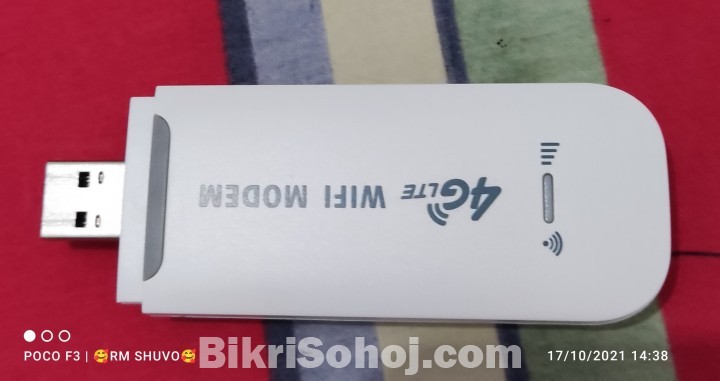 4G LTE WIFI MODEM
POCO F3 | 🥰RM SHUVO🥰
BikriSohoj.com
17/10/2021 14:38